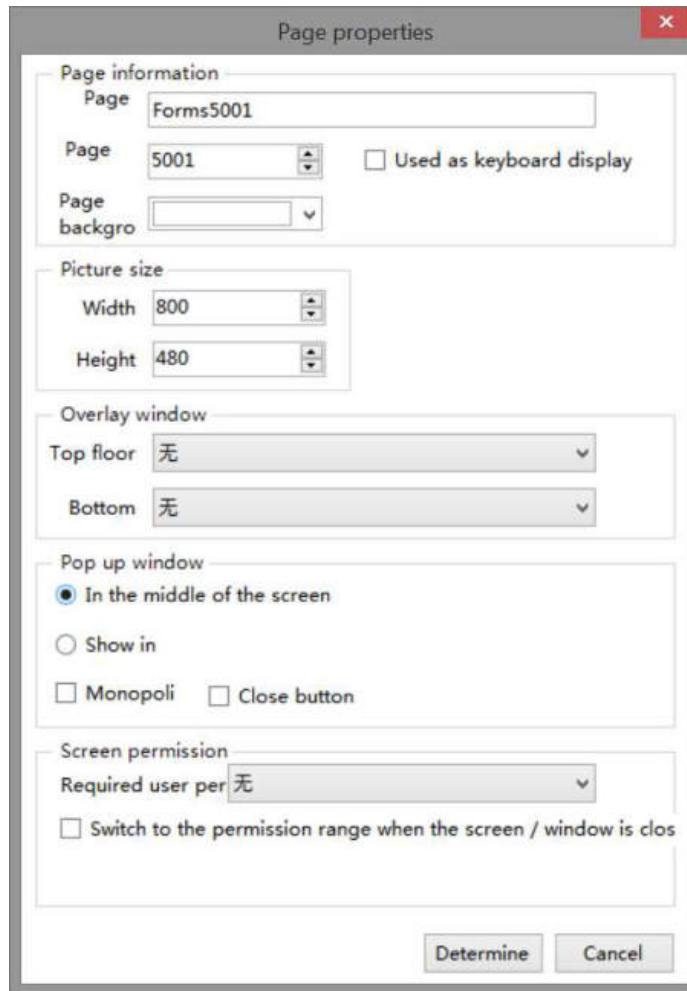 Page properties
Page information
Page
Forms5001
Page
5001
Used as keyboard display
Page
backgro
Picture size
Width
800
Height
480
Overlay window
Top floor
无
Bottom
无
Pop up window
In the middle of the screen
Show in
Monopoli
Close button
Screen permission
Required user per
无
Switch to the permission range when the screen / window is clos
Determine
Cancel